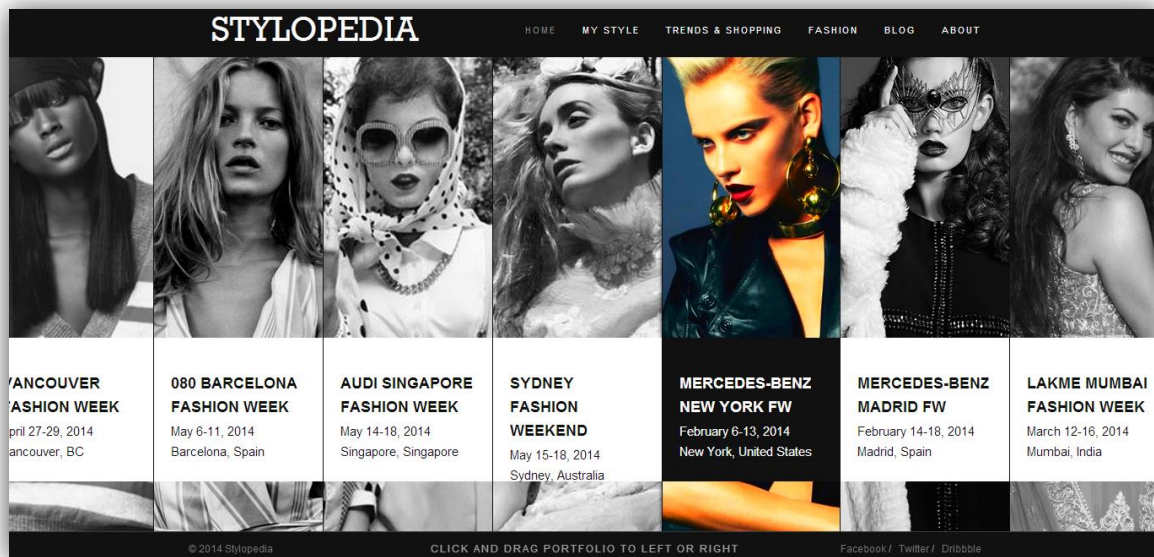 STYLOPEDIA
HOME MY STYLE TRENDS & SHOPPING FASHION BLOG ABOUT
VANCOUVER
FASHION WEEK
pril 27-29, 2014
ancouver, BC
080 BARCELONA
FASHION WEEK
May 6-11, 2014
Barcelona, Spain
AUDI SINGAPORE
FASHION WEEK
May 14-18, 2014
Singapore, Singapore
SYDNEY
FASHION
WEEKEND
May 15-18, 2014
Sydney, Australia
MERCEDES-BENZ
NEW YORK FW
February 6-13, 2014
New York, United States
MERCEDES-BENZ
MADRID FW
February 14-18, 2014
Madrid, Spain
LAKME MUMBAI
FASHION WEEK
March 12-16, 2014
Mumbai, India
© 2014 Stylopedia
CLICK AND DRAG PORTFOLIO TO LEFT OR RIGHT
Facebook / Twitter / Dribbble